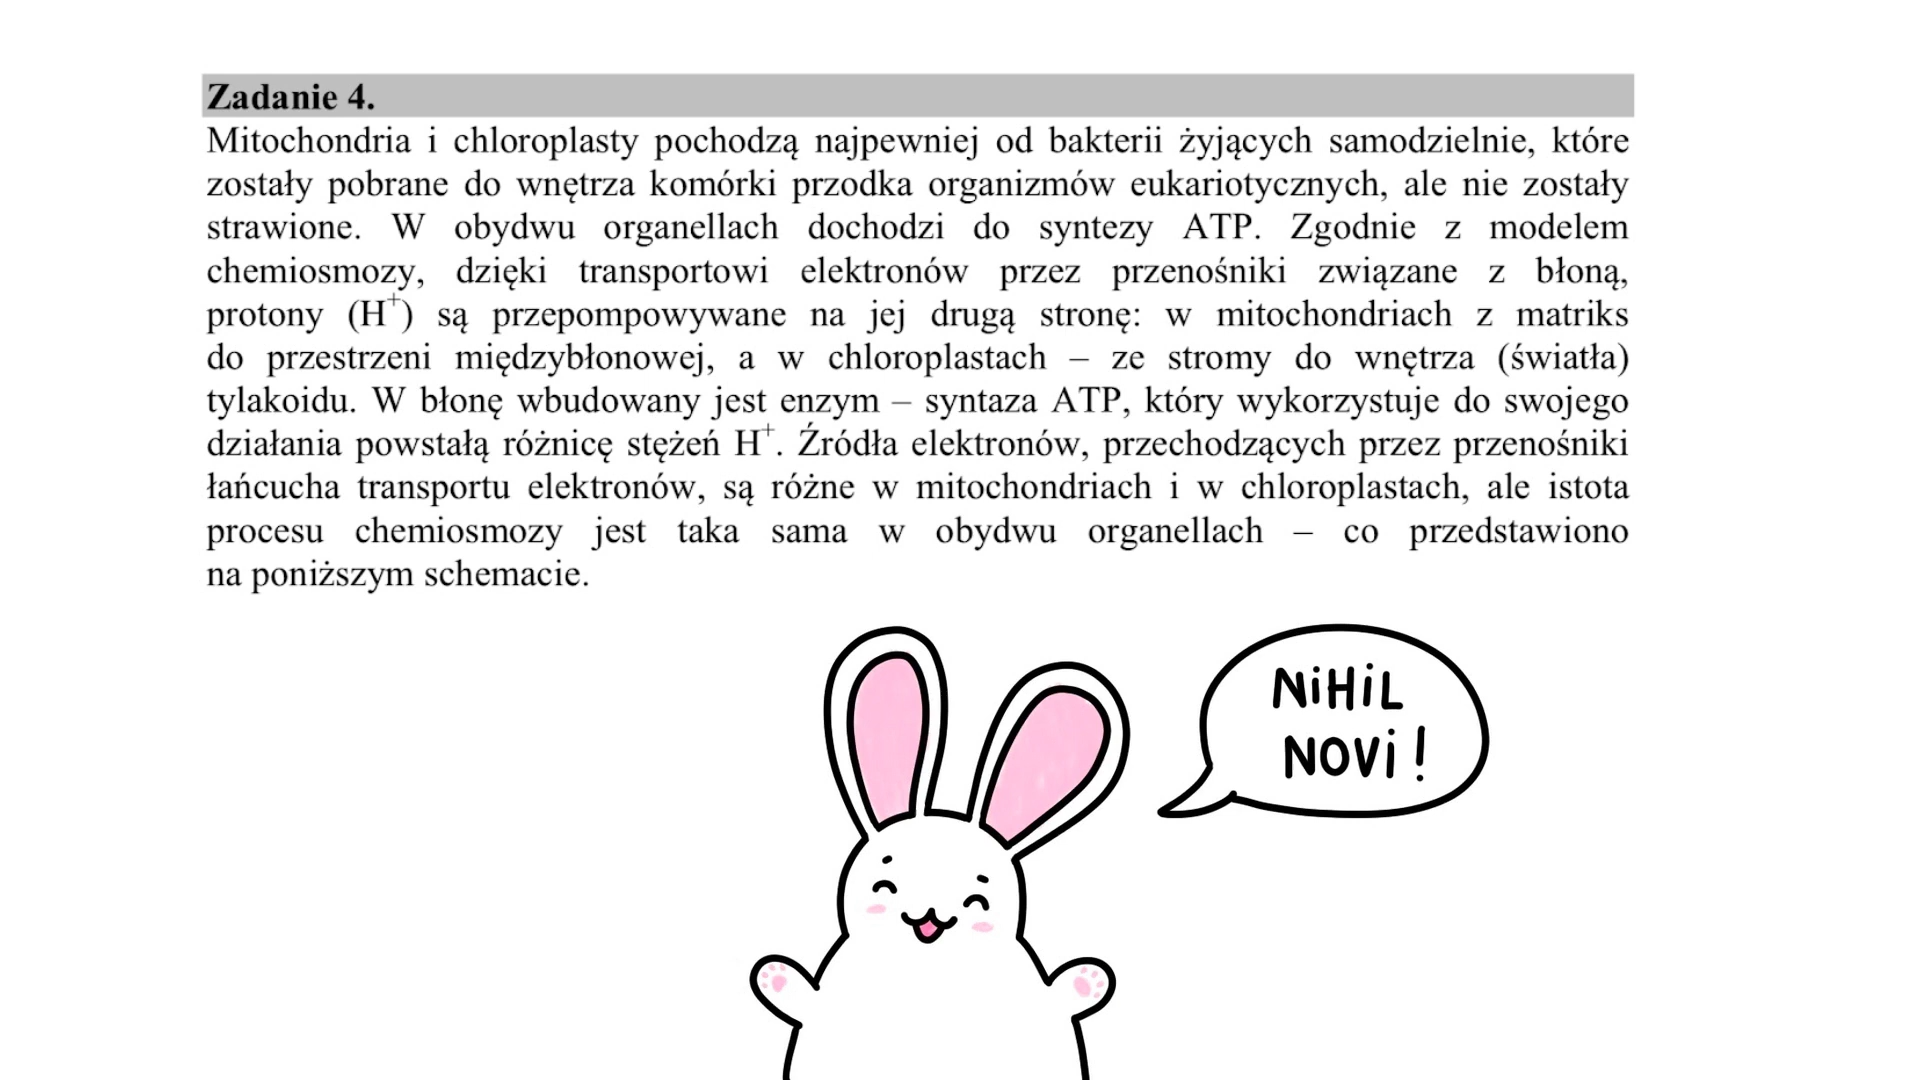 Zadanie 4.
Mitochondria i chloroplasty pochodzą najpewniej od bakterii żyjących samodzielnie, które
zostały pobrane do wnętrza komórki przodka organizmów eukariotycznych, ale nie zostały
strawione. W obydwu organellach dochodzi do syntezy ATP. Zgodnie z modelem
chemiosmozy, dzięki transportowi elektronów przez przenośniki związane z błoną,
protony (H⁺) są przepompowywane na jej drugą stronę: w mitochondriach z matriks
do przestrzeni międzybłonowej, a w chloroplastach – ze stromy do wnętrza (światła)
tylakoidu. W błonę wbudowany jest enzym – syntaza ATP, który wykorzystuje do swojego
działania powstałą różnicę stężeń H⁺. Źródła elektronów, przechodzących przez przenośniki
łańcucha transportu elektronów, są różne w mitochondriach i w chloroplastach, ale istota
procesu chemiosmozy jest taka sama w obydwu organellach – co przedstawiono
na poniższym schemacie.
NiHiL
NOVi !